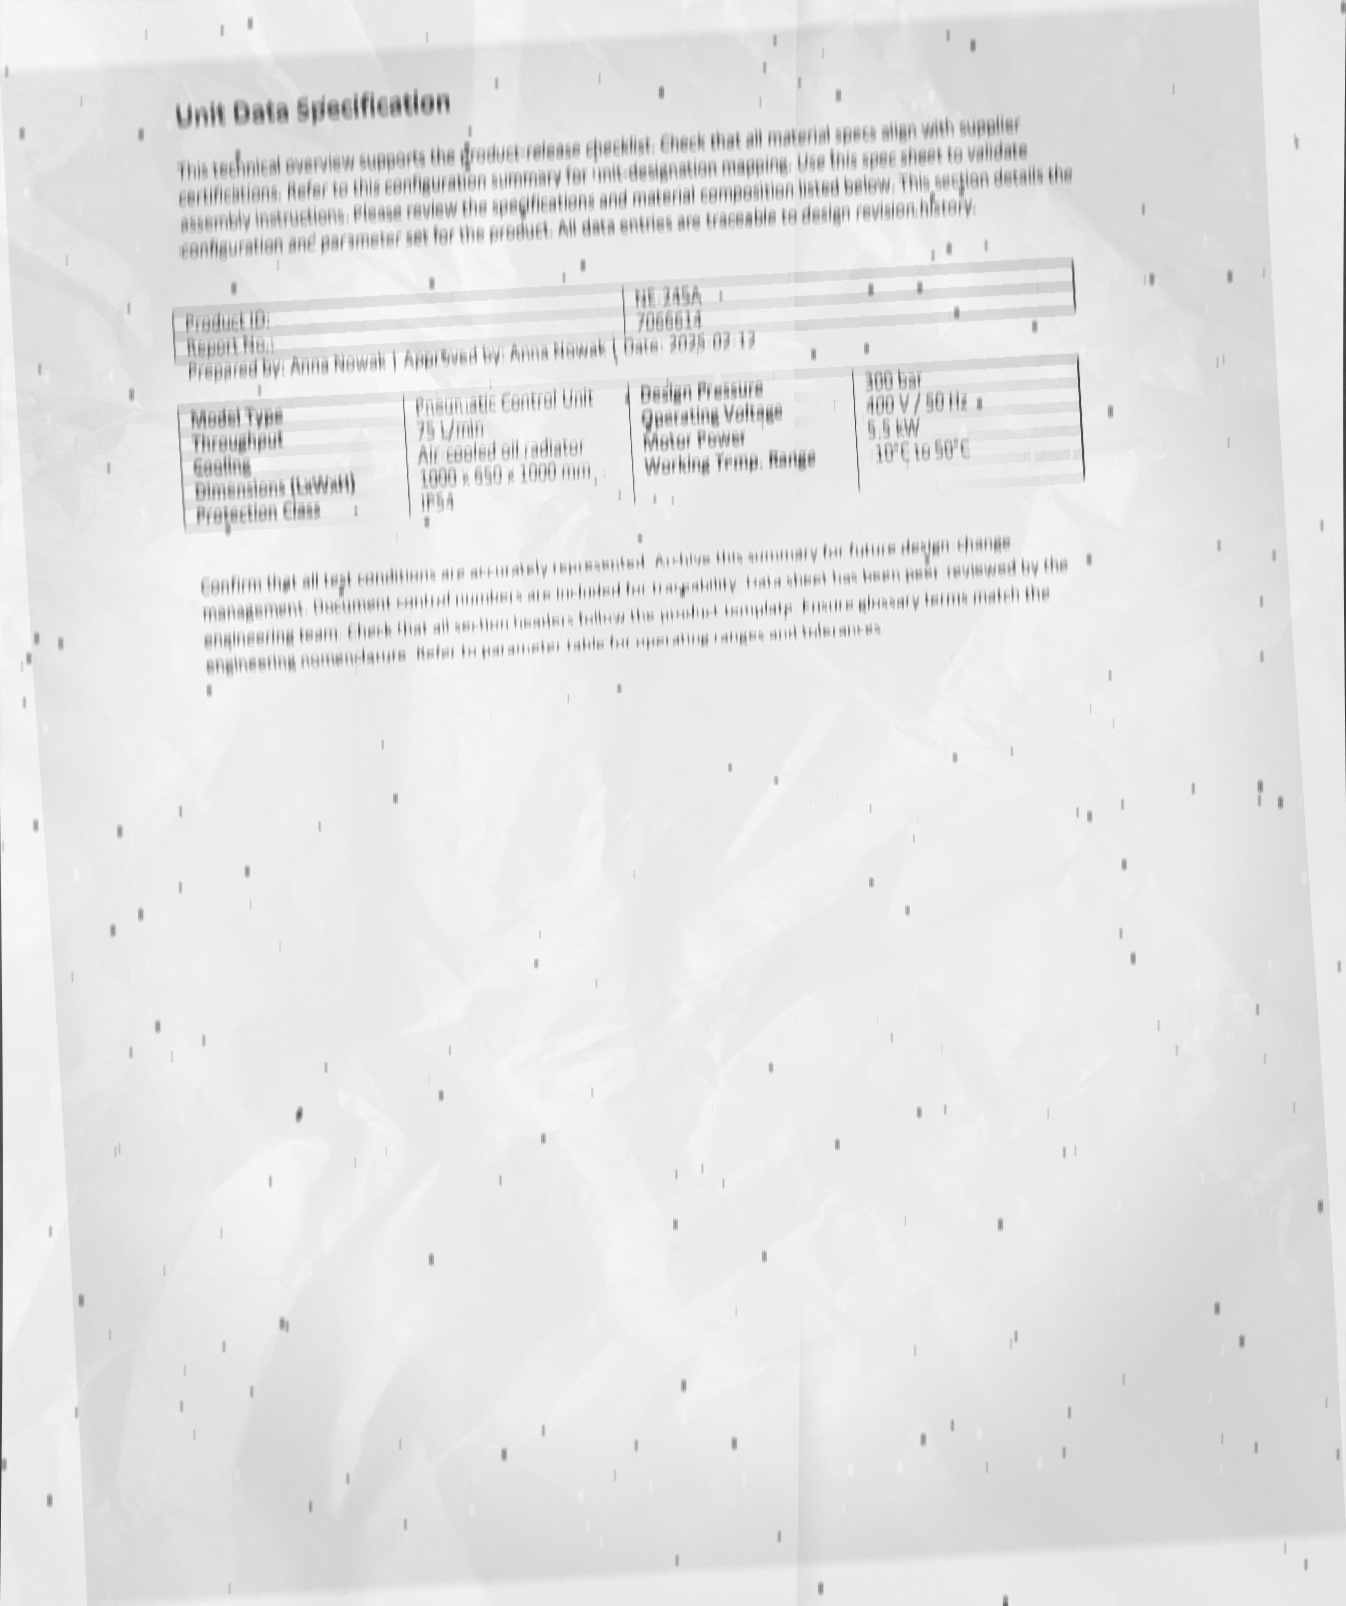 Unit Data Specification
This technical overview supports the product release checklist. Check that all material specs align with supplier
certifications. Refer to this configuration summary for unit-designation mapping. Use this spec sheet to validate
assembly instructions. Please review the specifications and material composition listed below. This section details the
configuration and parameter set for the product. All data entries are traceable to design revision history.
Product ID: NE-345A
Report No.: 7066614
Prepared by: Anna Nowak | Approved by: Anna Nowak | Date:
Model Type Pneumatic Control Unit Design Pressure 300 bar
Throughput 75 L/min Operating Voltage 400 V / 50 Hz
Cooling Air-cooled oil radiator Motor Power 5.5 kW
Dimensions (LxWxH) 1000 x 650 x 1000 mm Working Temp. Range 10°C to 50°C
Protection Class IP54
Confirm that all test conditions are accurately represented. Archive this summary for future design change
management. Document control numbers are included for traceability. Data sheet has been peer-reviewed by the
engineering team. Check that all section headers follow the product template. Ensure glossary terms match the
engineering nomenclature. Refer to parameter table for operating ranges and tolerances.